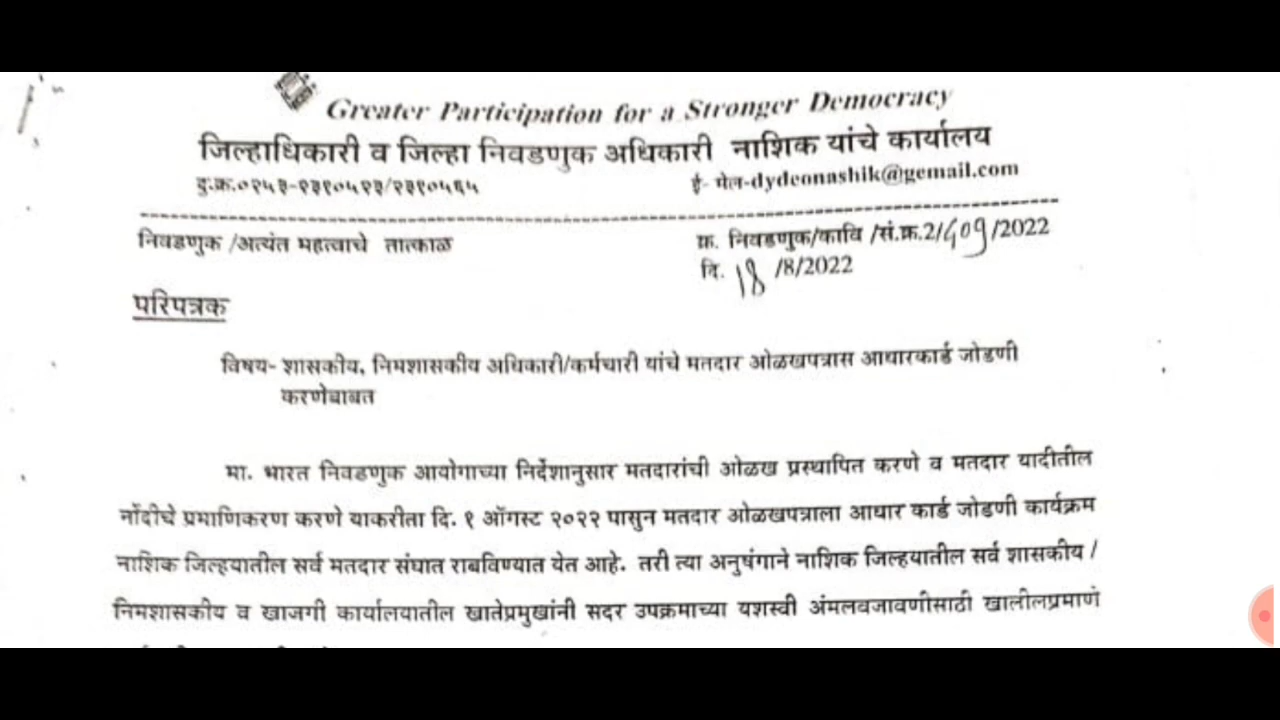 Greater Participation for a Stronger Democracy
जिल्हाधिकारी व जिल्हा निवडणुक अधिकारी नाशिक यांचे कार्यालय
दु.क्र.०२५३-२३१०५१३/२३१०५६५ ई- मेल-dydeonashik@gemail.com
निवडणुक /अत्यंत महत्वाचे तात्काळ क्र. निवडणुक/कावि /सं.क्र.2/409/2022
दि. 18 /8/2022
परिपत्रक
विषय- शासकीय, निमशासकीय अधिकारी/कर्मचारी यांचे मतदार ओळखपत्रास आधारकार्ड जोडणी
करणेबाबत
मा. भारत निवडणुक आयोगाच्या निर्देशानुसार मतदारांची ओळख प्रस्थापित करणे व मतदार यादीतील
नोंदीचे प्रमाणिकरण करणे याकरीता दि. १ ऑगस्ट २०२२ पासुन मतदार ओळखपत्राला आधार कार्ड जोडणी कार्यक्रम
नाशिक जिल्हयातील सर्व मतदार संघात राबविण्यात येत आहे. तरी त्या अनुषंगाने नाशिक जिल्हयातील सर्व शासकीय /
निमशासकीय व खाजगी कार्यालयातील खातेप्रमुखांनी सदर उपक्रमाच्या यशस्वी अंमलबजावणीसाठी खालीलप्रमाणे